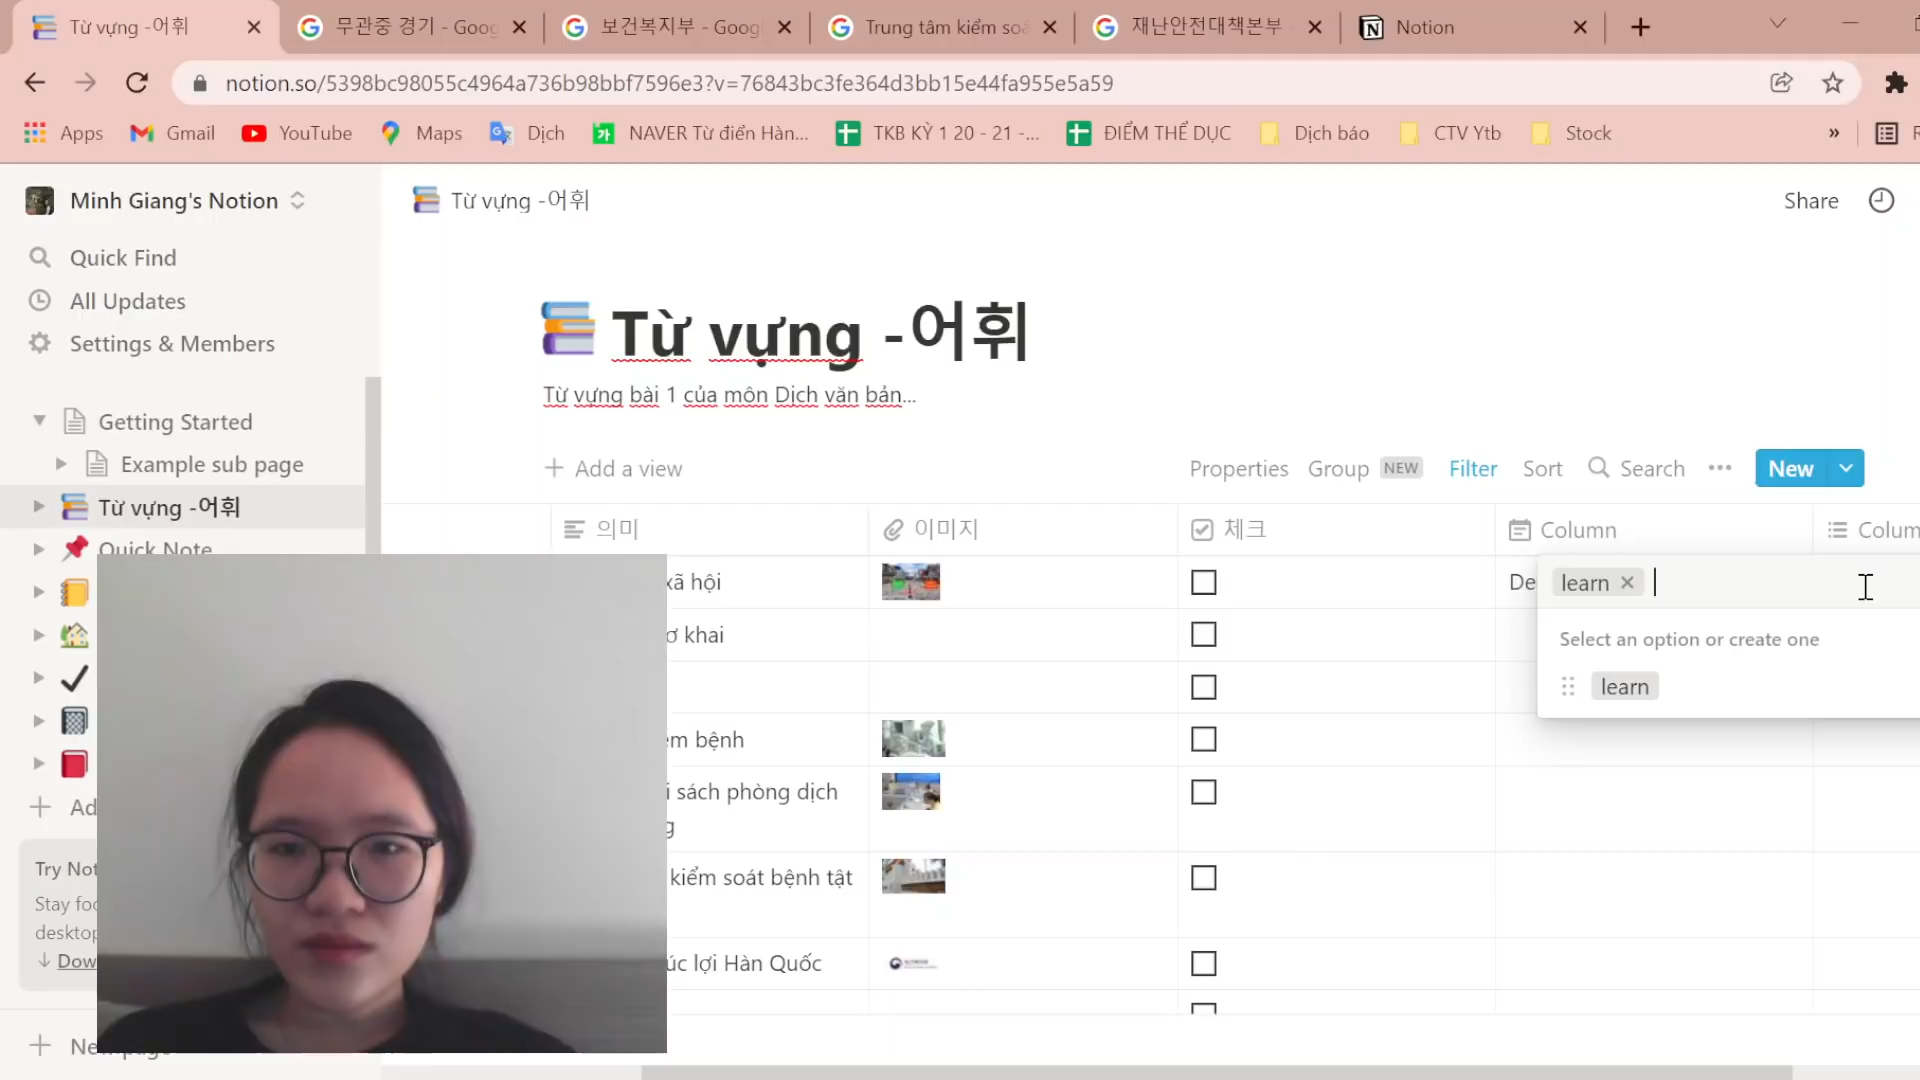 Từ vựng -어휘
무관중 경기 - Goog
보건복지부 - Googl
Trung tâm kiểm soá
재난안전대책본부 -
Notion
notion.so/5398bc98055c4964a736b98bbf7596e3?v=76843bc3fe364d3bb15e44fa955e5a59
Apps
Gmail
YouTube
Maps
Dịch
NAVER Từ điển Hàn...
TKB KỲ 1 20 - 21 -...
ĐIỂM THỂ DỤC
Dịch báo
CTV Ytb
Stock
»
Minh Giang's Notion
Từ vựng -어휘
Share
Quick Find
All Updates
Settings & Members
Getting Started
Example sub page
Từ vựng -어휘
Quick Note
Từ vựng -어휘
Từ vựng bài 1 của môn Dịch văn bản...
Add a view
Properties
Group NEW
Filter
Sort
Search
New
의미
이미지
체크
Column
Colum
xã hội
De
learn
ơ khai
Select an option or create one
learn
ểm bệnh
i sách phòng dịch
g
kiểm soát bệnh tật
úc lợi Hàn Quốc
Ad
Try Not
Stay foc
desktop
Dow
New page